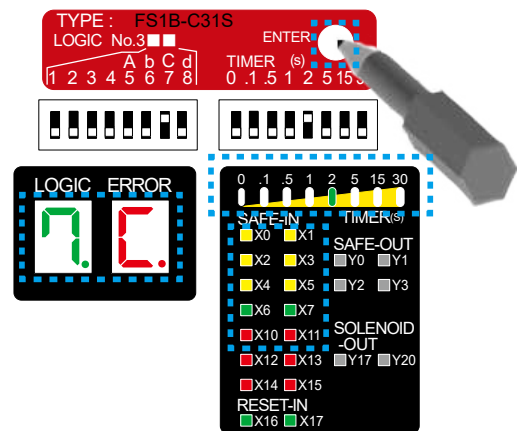 TYPE : FS1B-C31S
LOGIC No.3
ENTER
A b C d
TIMER (s)
1 2 3 4 5 6 7 8
0 .1 .5 1 2 5 15 3
LOGIC ERROR
7. C.
0 .1 .5 1 2 5 15 30
SAFE-IN TIMER(s)
X0 X1
SAFE-OUT
X2 X3
Y0 Y1
X4 X5
Y2 Y3
X6 X7
X10 X11
SOLENOID
-OUT
X12 X13
Y17 Y20
X14 X15
RESET-IN
X16 X17